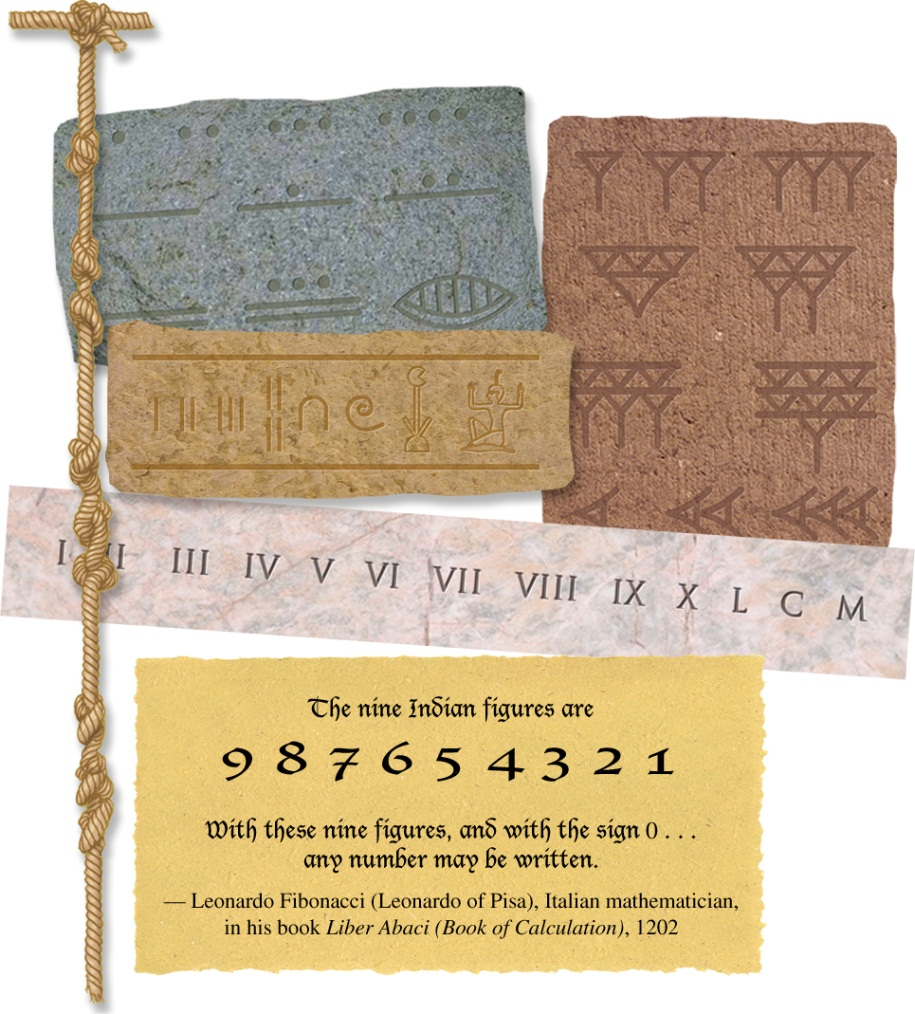 I II III IV V VI VII VIII IX X L C M
The nine Indian figures are
9 8 7 6 5 4 3 2 1
With these nine figures, and with the sign 0 . . .
any number may be written.
— Leonardo Fibonacci (Leonardo of Pisa), Italian mathematician,
in his book Liber Abaci (Book of Calculation), 1202